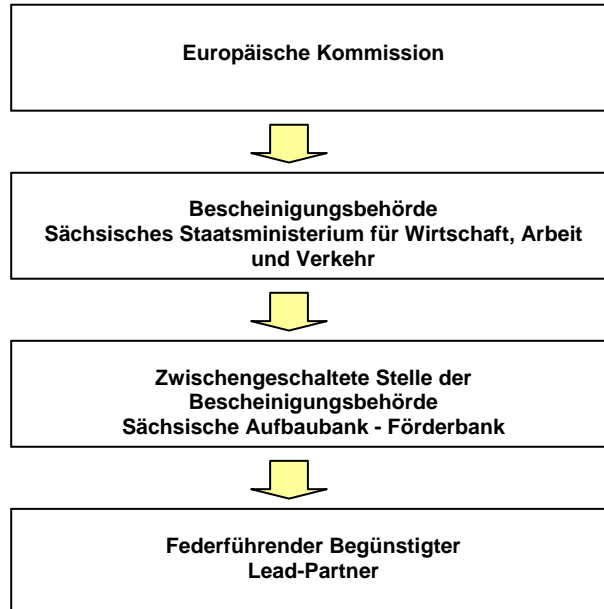 Europäische Kommission
Bescheinigungsbehörde
Sächsisches Staatsministerium für Wirtschaft, Arbeit
und Verkehr
Zwischengeschaltete Stelle der
Bescheinigungsbehörde
Sächsische Aufbaubank - Förderbank
Federführender Begünstigter
Lead-Partner